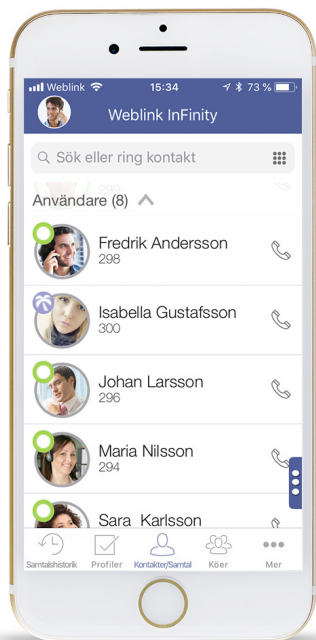 Weblink 15:34 73 %
Weblink InFinity
Sök eller ring kontakt
299
Användare (8)
Fredrik Andersson
298
Isabella Gustafsson
300
Johan Larsson
296
Maria Nilsson
294
Sara Karlsson
Samtalshistorik Profiler Kontakter/Samtal Köer Mer